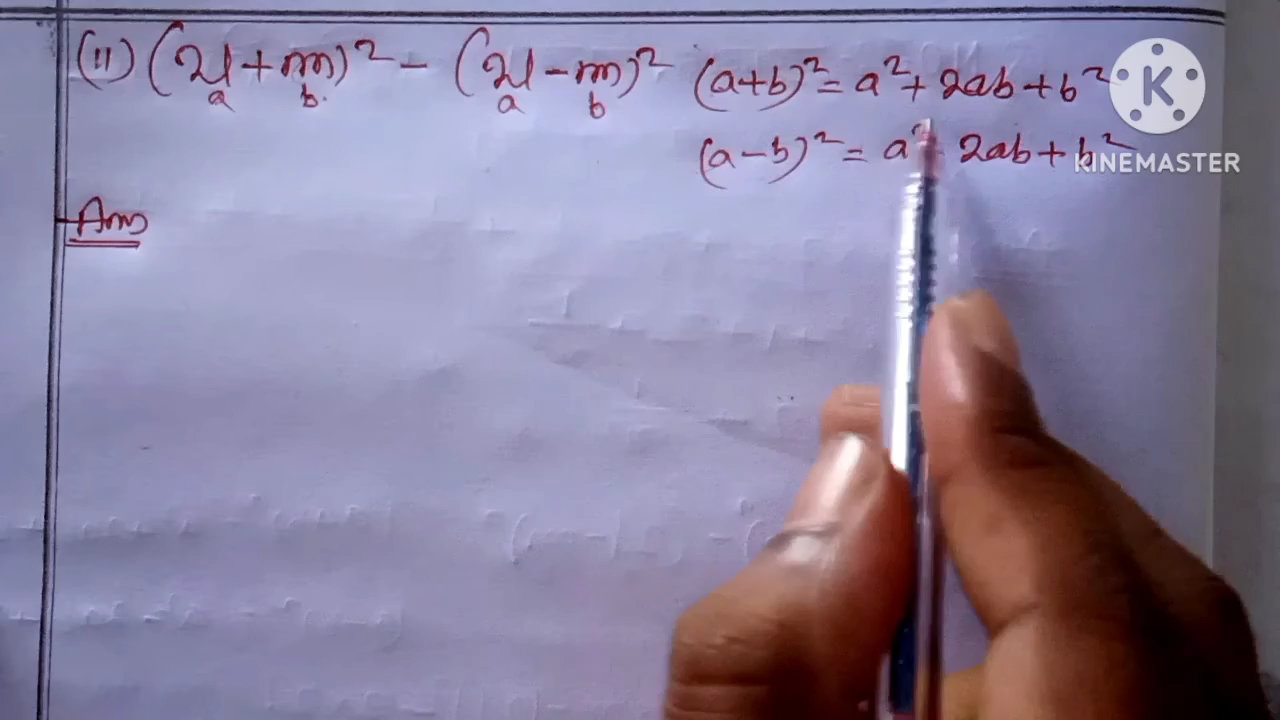 (ii) (2l + m)² - (2l - m)² (a+b)² = a² + 2ab + b²
a b. a b
(a - b)² = a² - 2ab + b²
K
KINEMASTER
Ans